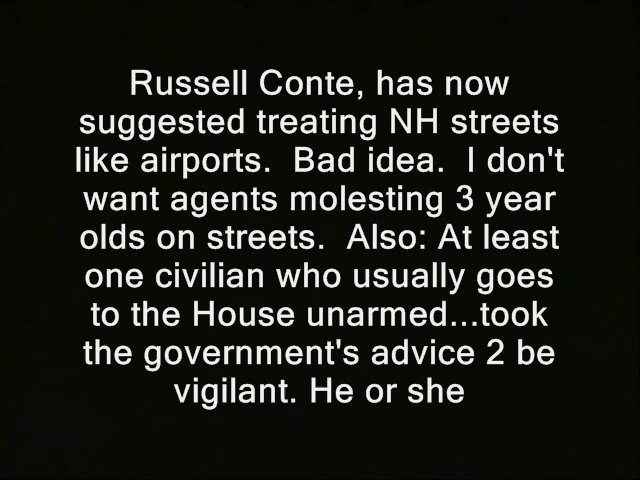 Russell Conte, has now
suggested treating NH streets
like airports.  Bad idea.  I don't
want agents molesting 3 year
olds on streets.  Also: At least
one civilian who usually goes
to the House unarmed...took
the government's advice 2 be
vigilant. He or she